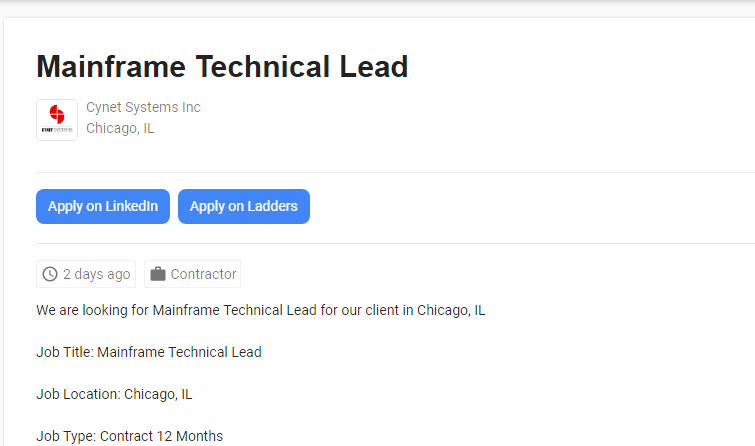 Mainframe Technical Lead
CYNET SYSTEMS
Cynet Systems Inc
Chicago, IL
Apply on LinkedIn Apply on Ladders
2 days ago Contractor
We are looking for Mainframe Technical Lead for our client in Chicago, IL
Job Title: Mainframe Technical Lead
Job Location: Chicago, IL
Job Type: Contract 12 Months